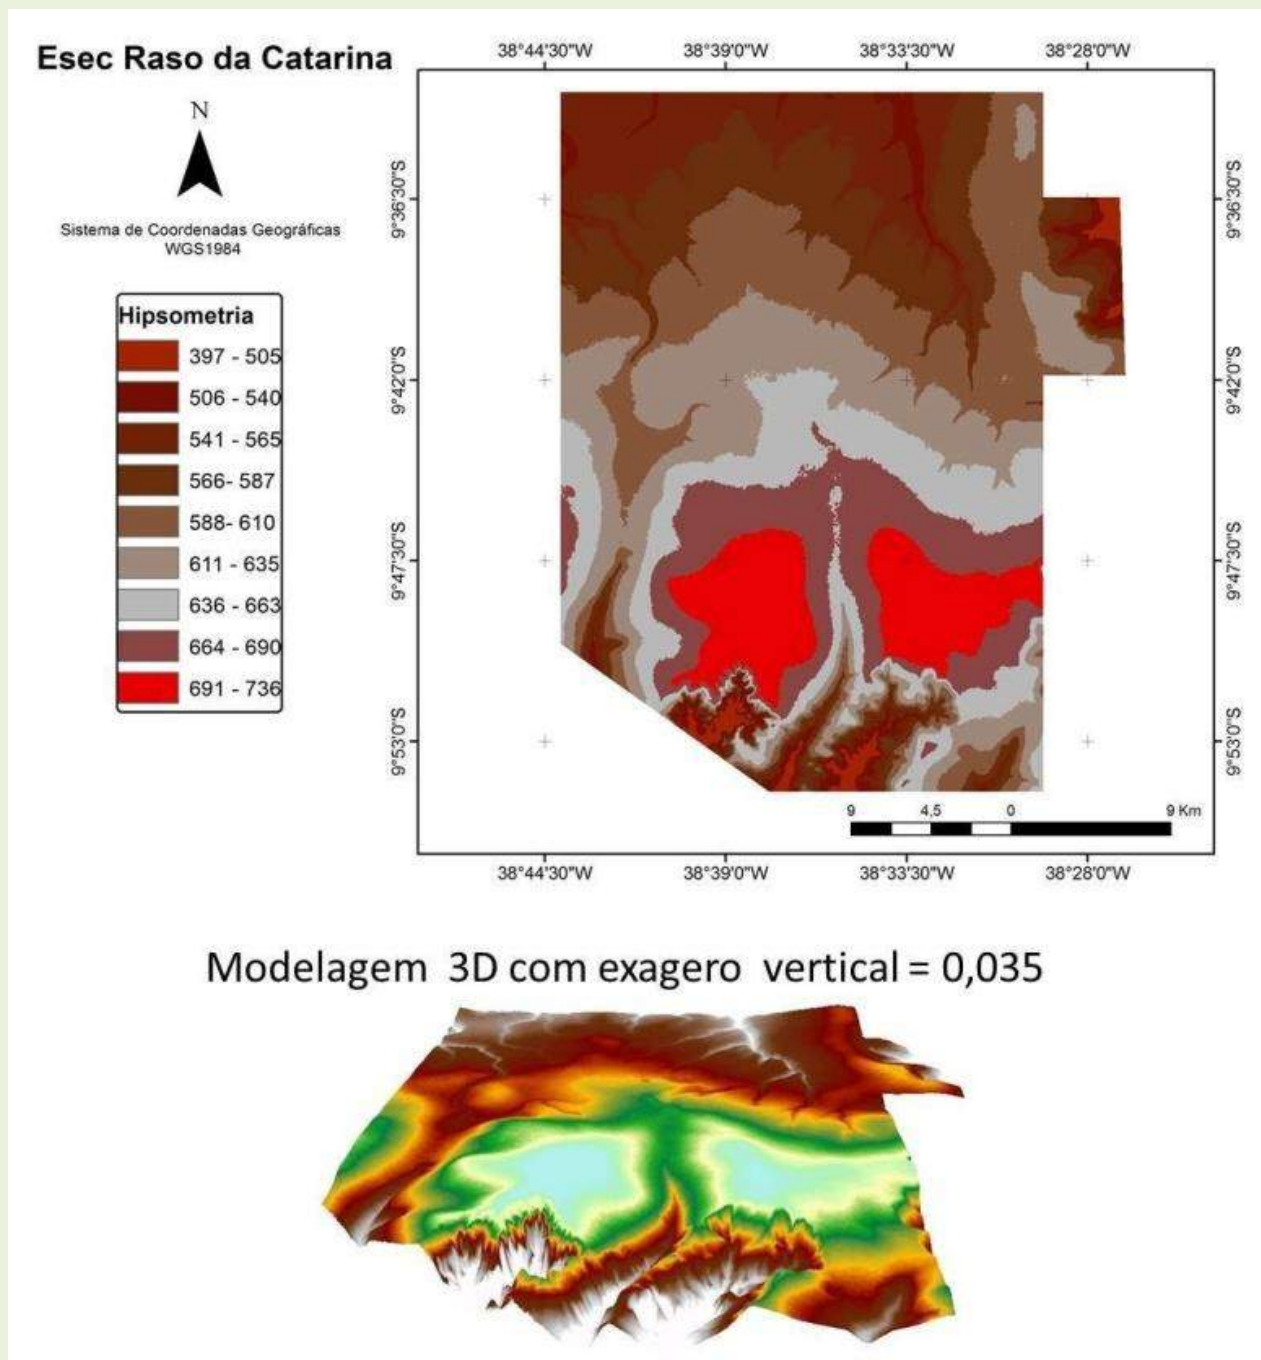 Esec Raso da Catarina
N
Sistema de Coordenadas Geográficas
WGS1984
Hipsometria
397 - 505
506 - 540
541 - 565
566- 587
588- 610
611 - 635
636 - 663
664 - 690
691 - 736
38°44'30"W 38°39'0"W 38°33'30"W 38°28'0"W
9°36'30"S 9°36'30"S
9°42'0"S 9°42'0"S
9°47'30"S 9°47'30"S
9°53'0"S 9°53'0"S
9 4,5 0 9 Km
38°44'30"W 38°39'0"W 38°33'30"W 38°28'0"W
Modelagem 3D com exagero vertical = 0,035